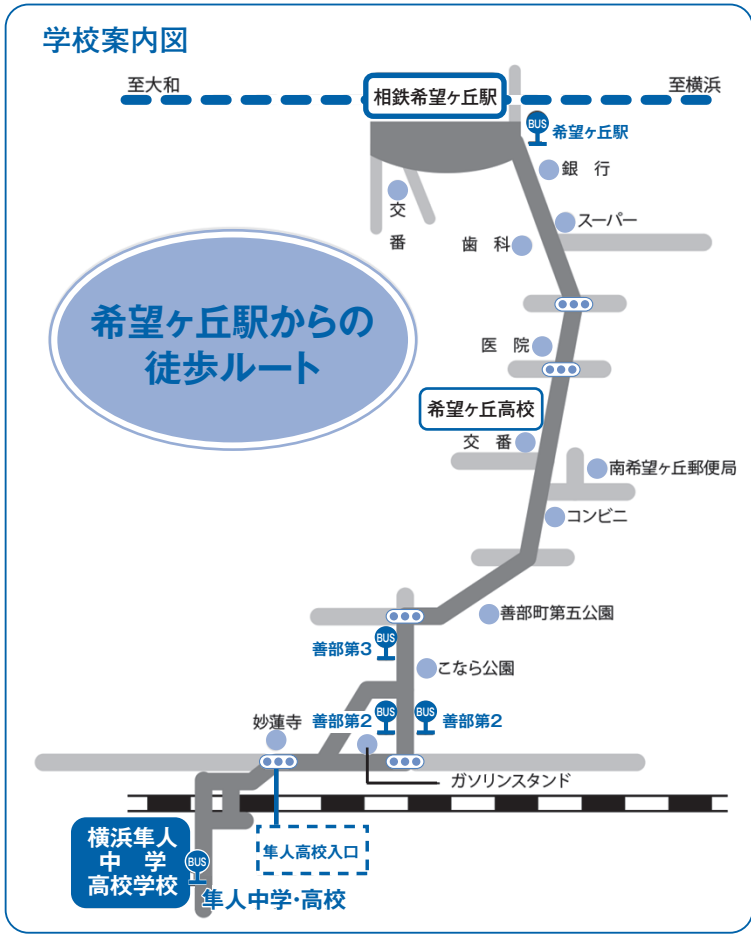 学校案内図
至大和
相鉄希望ヶ丘駅
至横浜
BUS
希望ヶ丘駅
銀 行
交
番
スーパー
歯 科
希望ヶ丘駅からの
徒歩ルート
医 院
希望ヶ丘高校
交 番
南希望ヶ丘郵便局
コンビニ
善部町第五公園
BUS
善部第3
こなら公園
妙蓮寺
善部第2
BUS
BUS
善部第2
ガソリンスタンド
横浜隼人
中 学
高校学校
BUS
隼人高校入口
隼人中学・高校